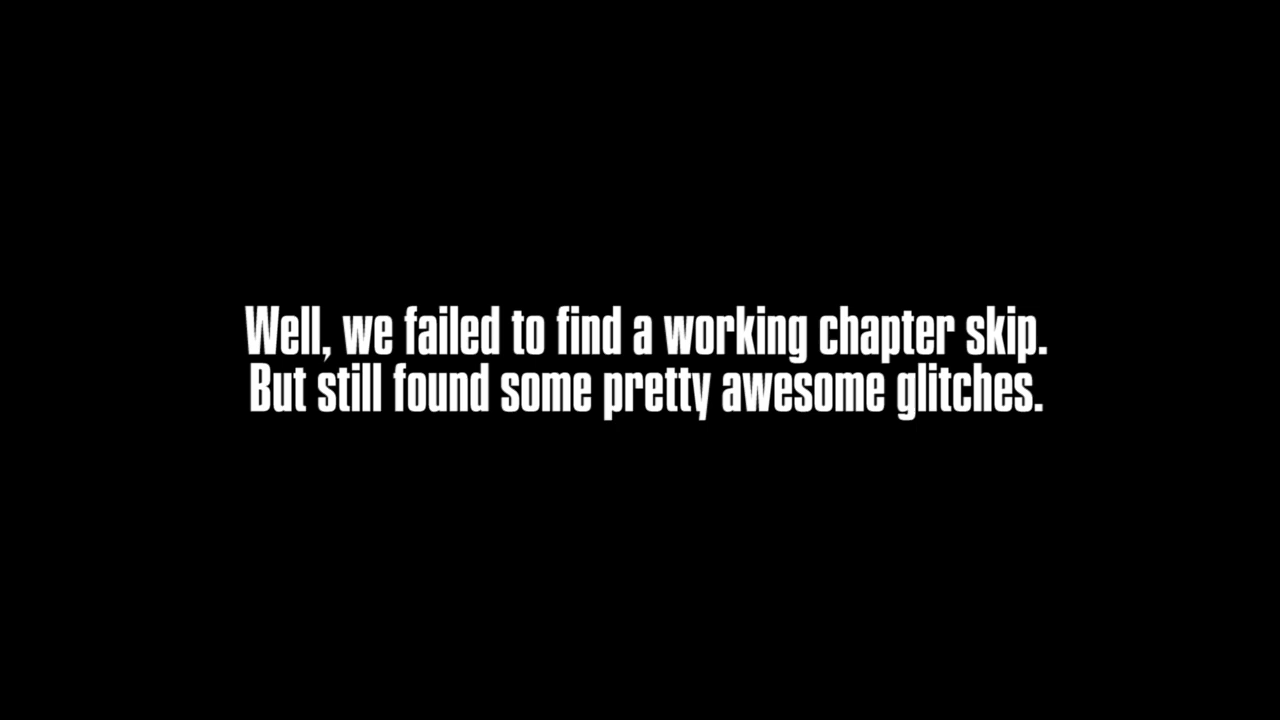 Well, we failed to find a working chapter skip.
But still found some pretty awesome glitches.